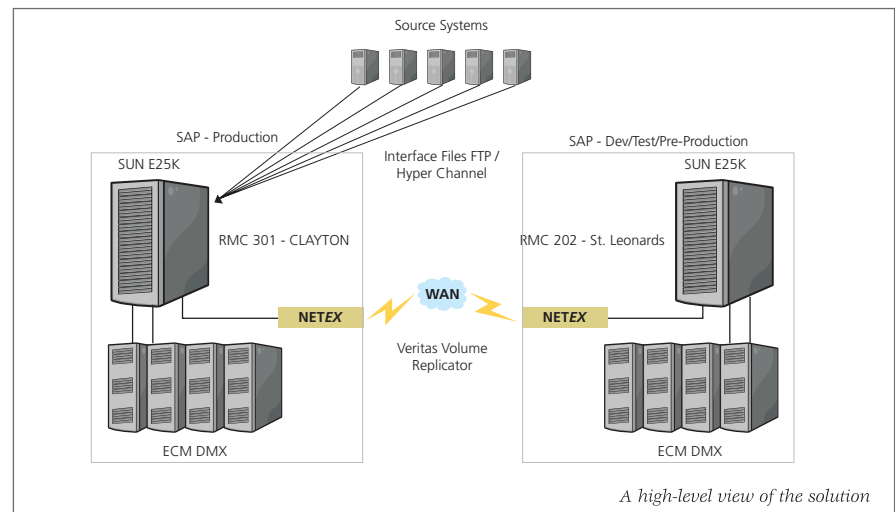 Source Systems
SAP - Production
SAP - Dev/Test/Pre-Production
SUN E25K
Interface Files FTP /
Hyper Channel
SUN E25K
RMC 301 - CLAYTON
RMC 202 - St. Leonards
NETEX
WAN
NETEX
Veritas Volume
Replicator
ECM DMX
ECM DMX
A high-level view of the solution